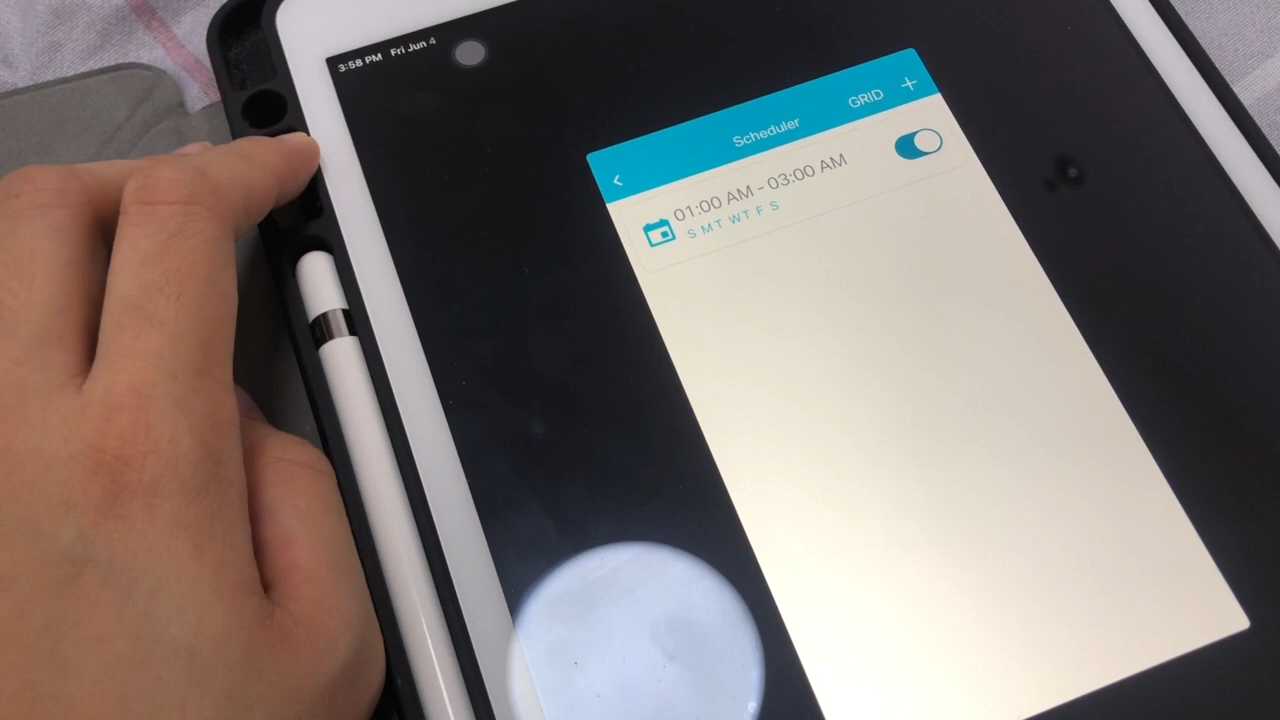 3:58 PM Fri Jun 4
GRID +
Scheduler
<
01:00 AM - 03:00 AM
S M T W T F S